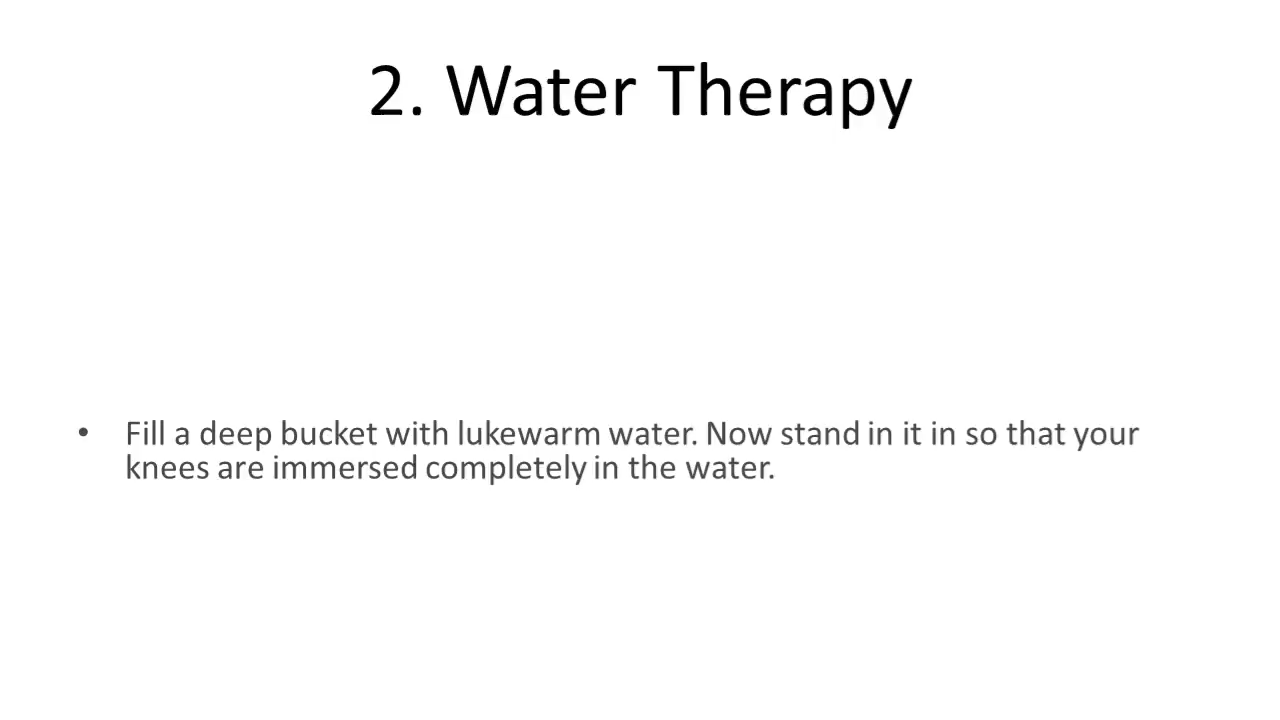 2. Water Therapy
• Fill a deep bucket with lukewarm water. Now stand in it in so that your
knees are immersed completely in the water.